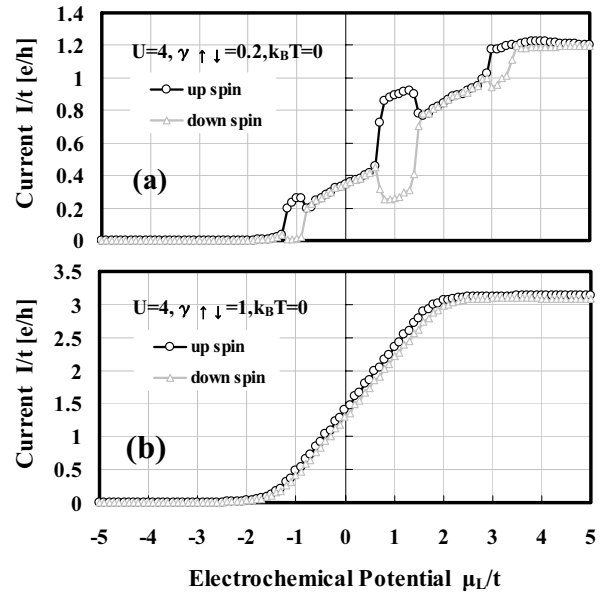 1.4
1.2
1.0
0.8
0.6
0.4
0.2
0
Current I/t [e/h]
U=4, γ ↑↓=0.2,kBT=0
up spin
down spin
(a)
3.5
3
2.5
2
1.5
1
0.5
0
Current I/t [e/h]
U=4, γ ↑↓=1,kBT=0
up spin
down spin
(b)
-5 -4 -3 -2 -1 0 1 2 3 4 5
Electrochemical Potential μL/t